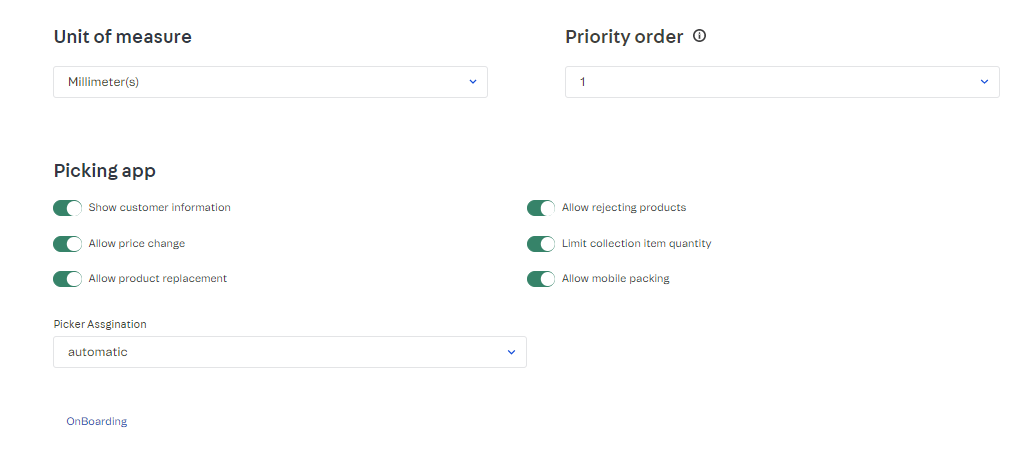 Unit of measure
Priority order
Millimeter(s)
1
Picking app
Show customer information
Allow rejecting products
Allow price change
Limit collection item quantity
Allow product replacement
Allow mobile packing
Picker Assgination
automatic
OnBoarding